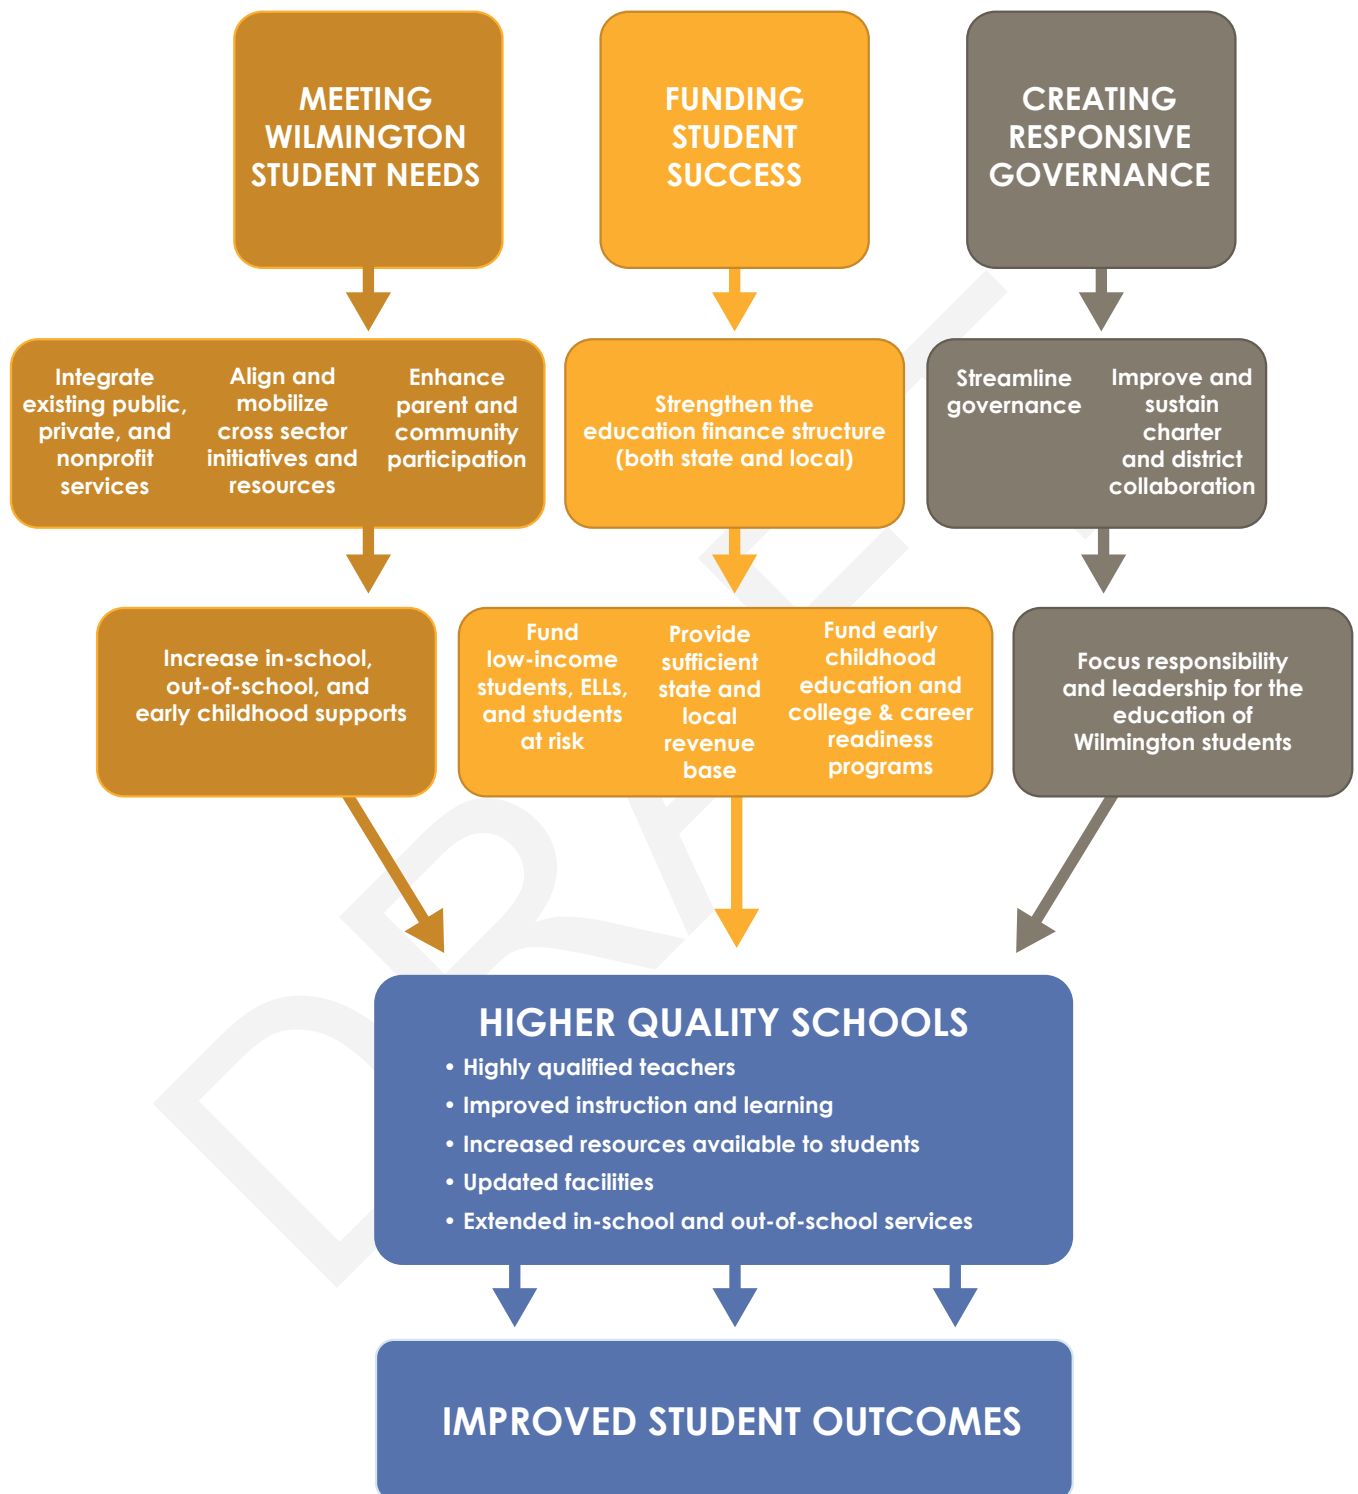 MEETING
WILMINGTON
STUDENT NEEDS
FUNDING
STUDENT
SUCCESS
CREATING
RESPONSIVE
GOVERNANCE
Integrate
existing public,
private, and
nonprofit
services
Align and
mobilize
cross sector
initiatives and
resources
Enhance
parent and
community
participation
Strengthen the
education finance structure
(both state and local)
Streamline
governance
Improve and
sustain
charter
and district
collaboration
Increase in-school,
out-of-school, and
early childhood supports
Fund
low-income
students, ELLs,
and students
at risk
Provide
sufficient
state and
local
revenue
base
Fund early
childhood
education and
college & career
readiness
programs
Focus responsibility
and leadership for the
education of
Wilmington students
HIGHER QUALITY SCHOOLS
• Highly qualified teachers
• Improved instruction and learning
• Increased resources available to students
• Updated facilities
• Extended in-school and out-of-school services
IMPROVED STUDENT OUTCOMES
DRAFT